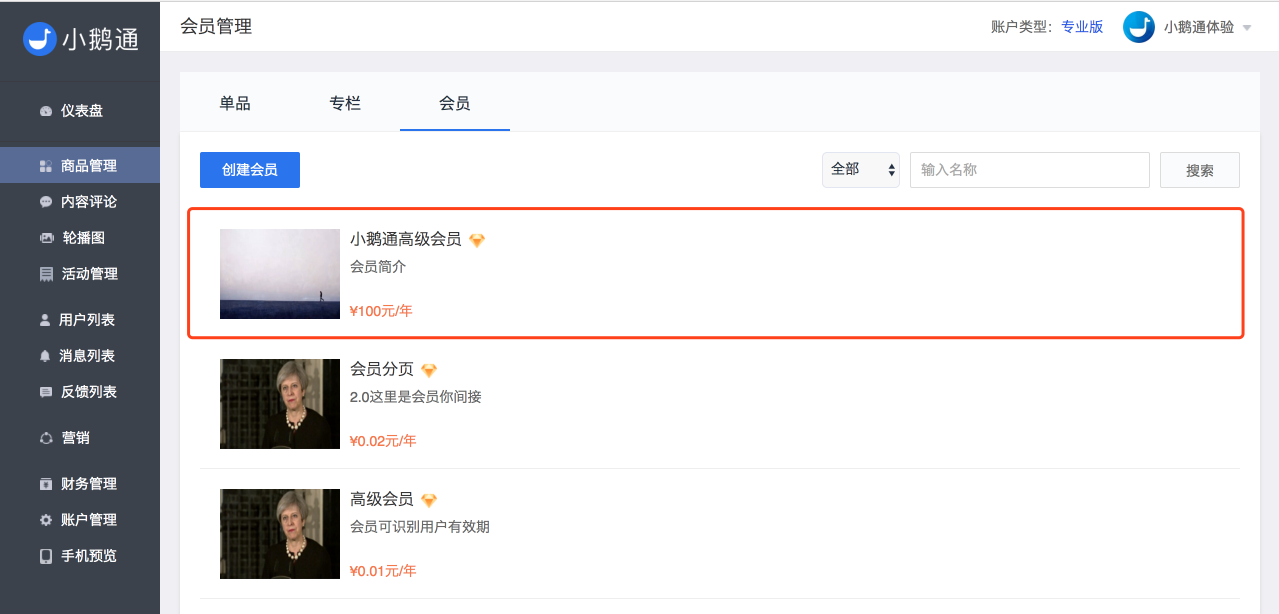 小鹅通
会员管理
账户类型：专业版
小鹅通体验
仪表盘
商品管理
内容评论
轮播图
活动管理
用户列表
消息列表
反馈列表
营销
财务管理
账户管理
手机预览
单品 专栏 会员
创建会员
全部
输入名称
搜索
小鹅通高级会员
会员简介
¥100元/年
会员分页
2.0这里是会员你间接
¥0.02元/年
高级会员
会员可识别用户有效期
¥0.01元/年